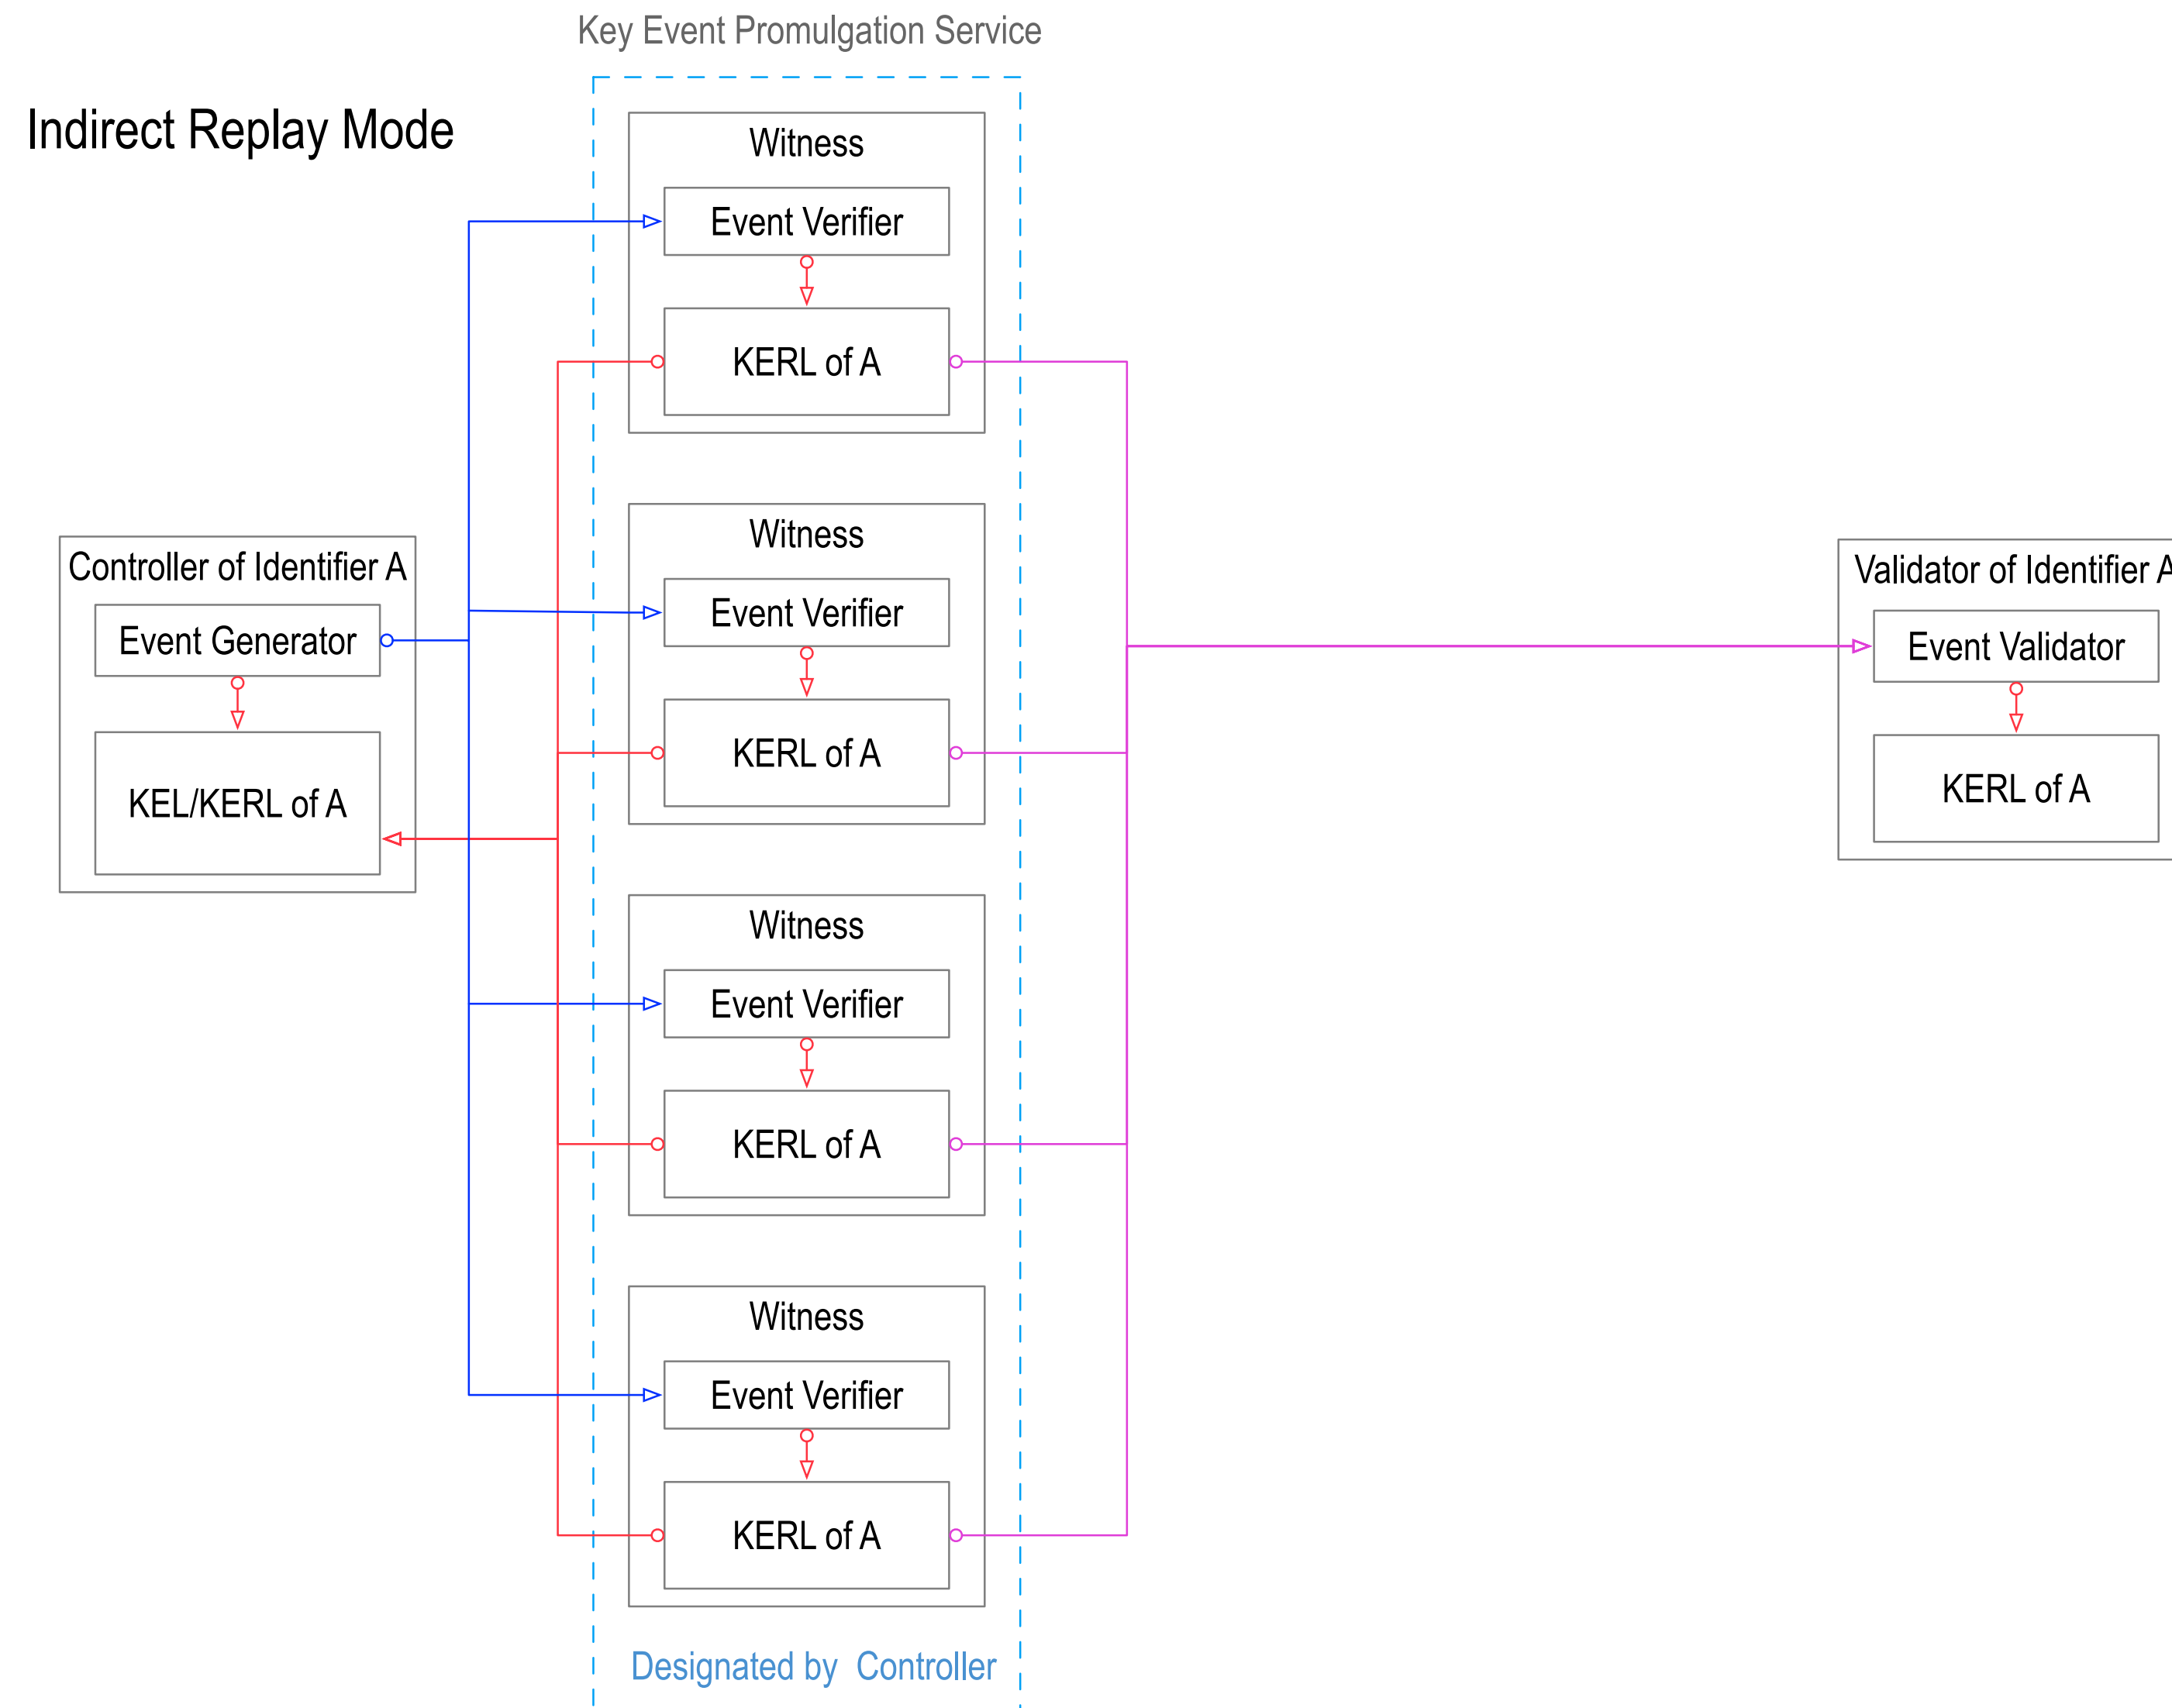 Key Event Promulgation Service
Indirect Replay Mode
Witness
Event Verifier
KERL of A
Witness
Event Verifier
KERL of A
Controller of Identifier A
Event Generator
KEL/KERL of A
Validator of Identifier A
Event Validator
KERL of A
Witness
Event Verifier
KERL of A
Witness
Event Verifier
KERL of A
Designated by Controller